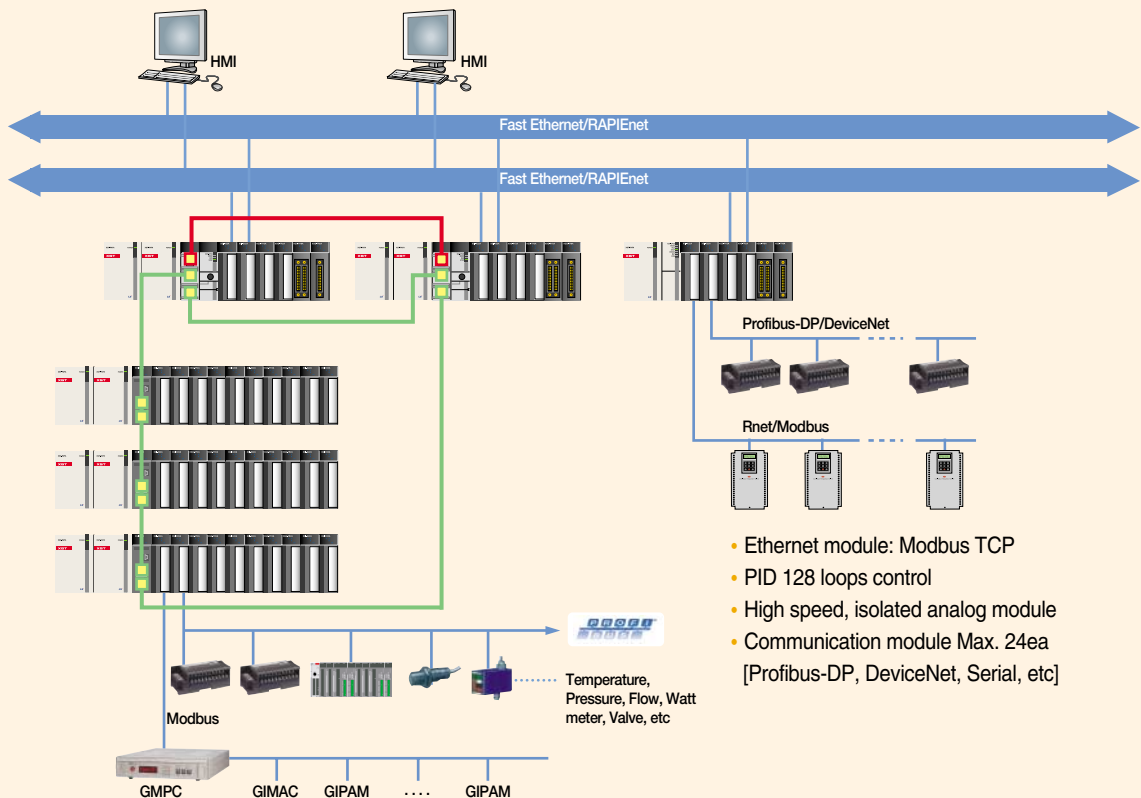 HMI
HMI
Fast Ethernet/RAPIEnet
Fast Ethernet/RAPIEnet
Profibus-DP/DeviceNet
Rnet/Modbus
• Ethernet module: Modbus TCP
• PID 128 loops control
• High speed, isolated analog module
• Communication module Max. 24ea
[Profibus-DP, DeviceNet, Serial, etc]
PROFI
BUS
Temperature,
Pressure, Flow, Watt
meter, Valve, etc
Modbus
GMPC
GIMAC
GIPAM
....
GIPAM